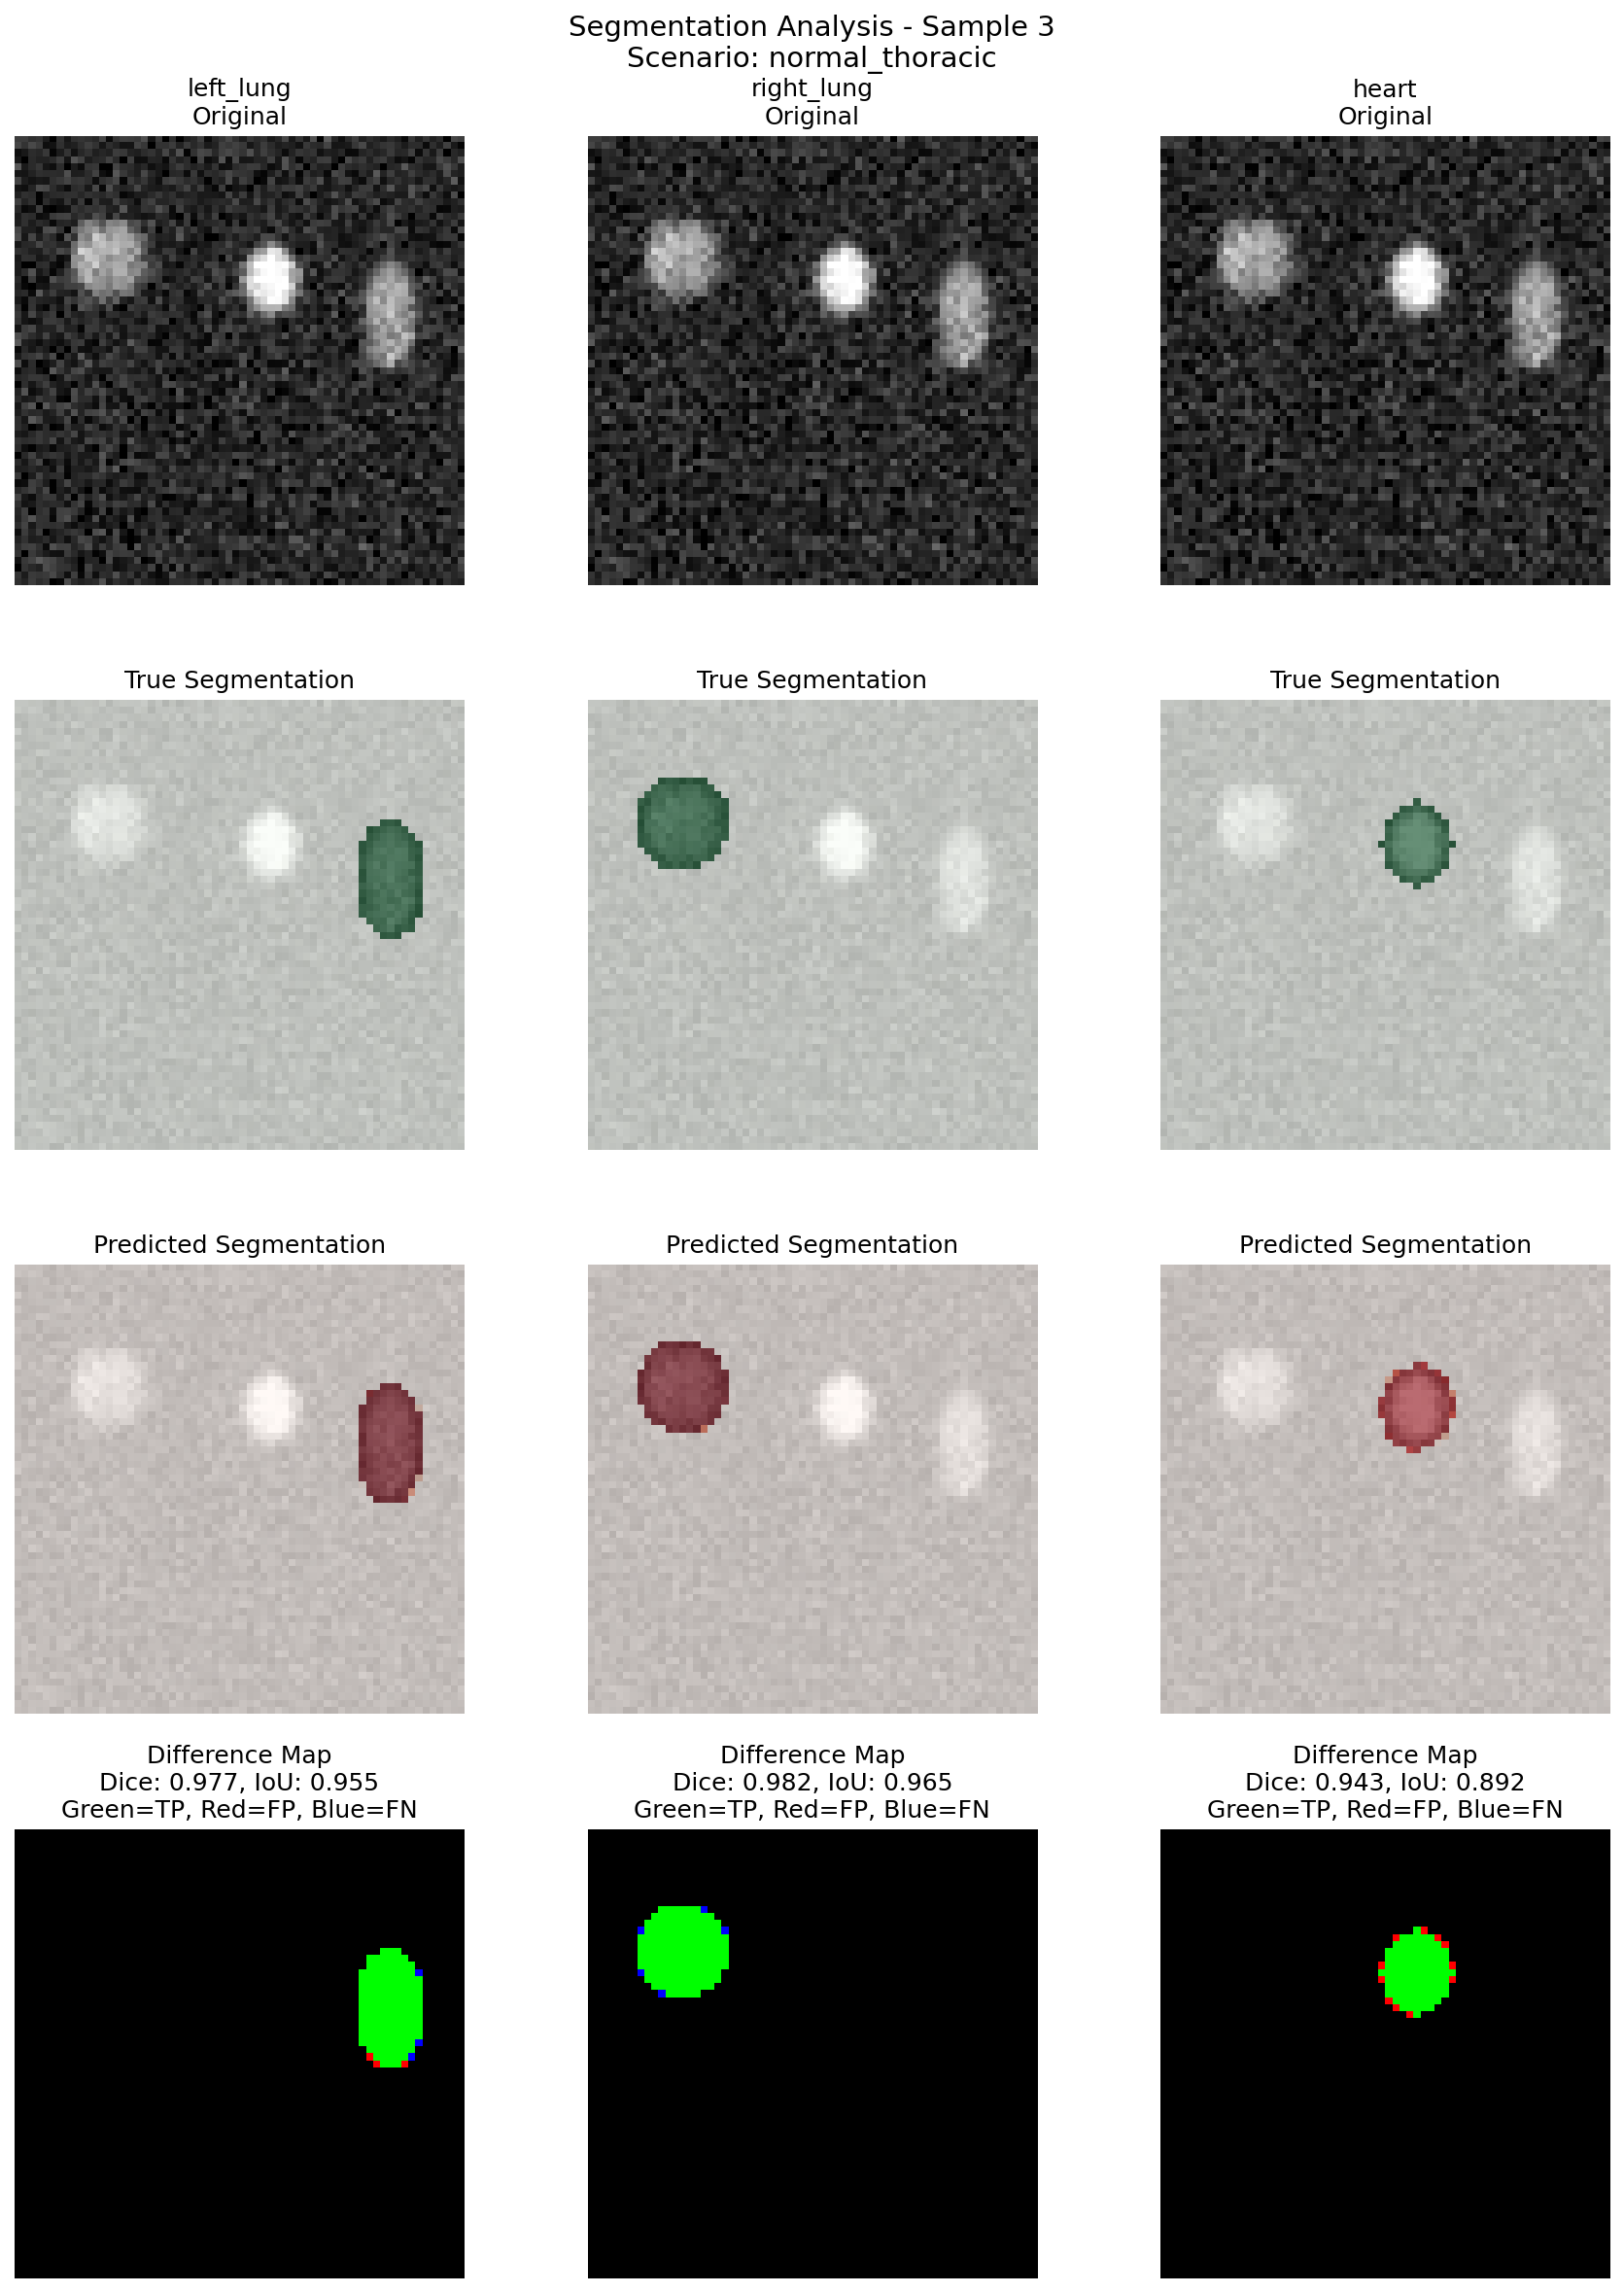 Segmentation Analysis - Sample 3
Scenario: normal_thoracic
left_lung
Original
right_lung
Original
heart
Original
True Segmentation
True Segmentation
True Segmentation
Predicted Segmentation
Predicted Segmentation
Predicted Segmentation
Difference Map
Dice: 0.977, IoU: 0.955
Green=TP, Red=FP, Blue=FN
Difference Map
Dice: 0.982, IoU: 0.965
Green=TP, Red=FP, Blue=FN
Difference Map
Dice: 0.943, IoU: 0.892
Green=TP, Red=FP, Blue=FN